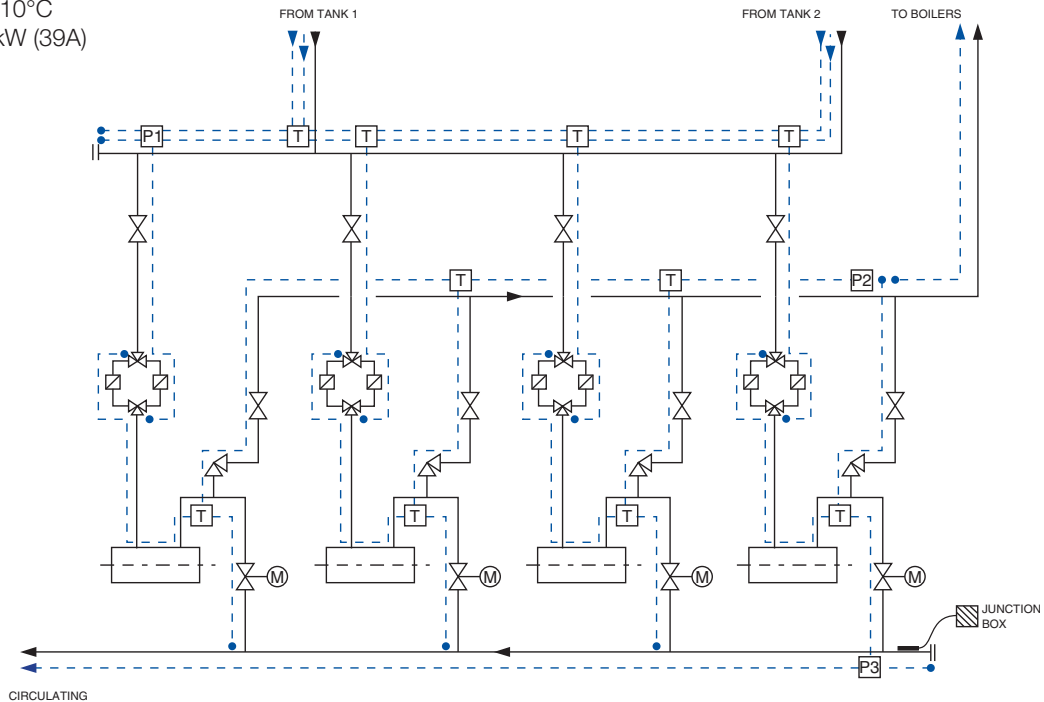 10°C
kW (39A)
FROM TANK 1
FROM TANK 2
TO BOILERS
P1
T
T
T
T
T
T
P2
T
T
T
T
M
M
M
M
JUNCTION
BOX
P3
CIRCULATING